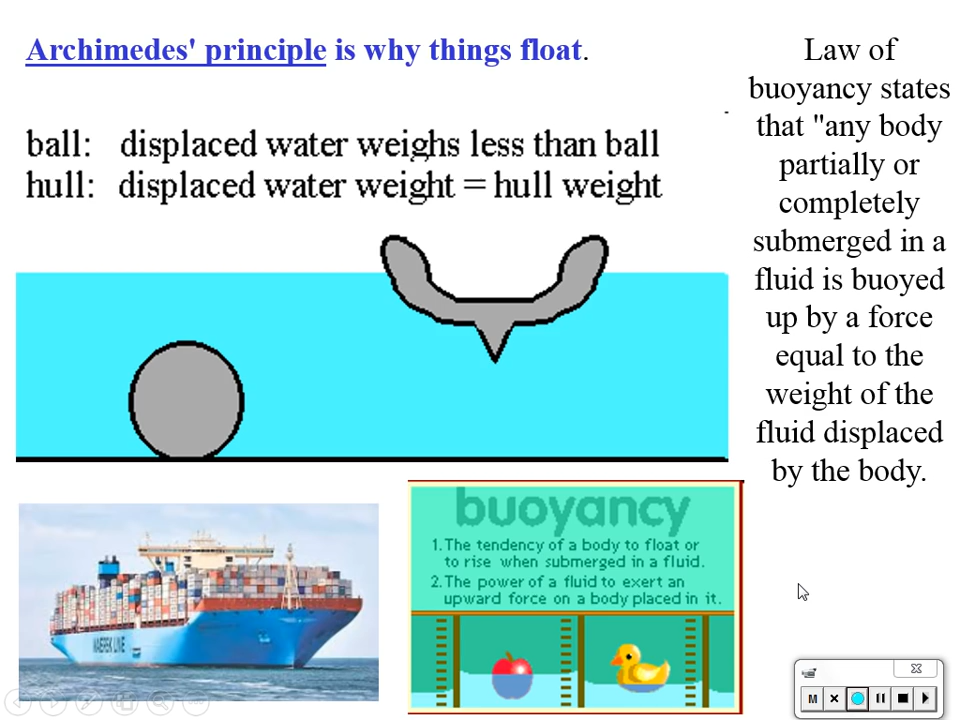 Archimedes' principle is why things float.
ball: displaced water weighs less than ball
hull: displaced water weight = hull weight
Law of
buoyancy states
that "any body
partially or
completely
submerged in a
fluid is buoyed
up by a force
equal to the
weight of the
fluid displaced
by the body.
MAERSK LINE
buoyancy
1. The tendency of a body to float or
to rise when submerged in a fluid.
2. The power of a fluid to exert an
upward force on a body placed in it.
M